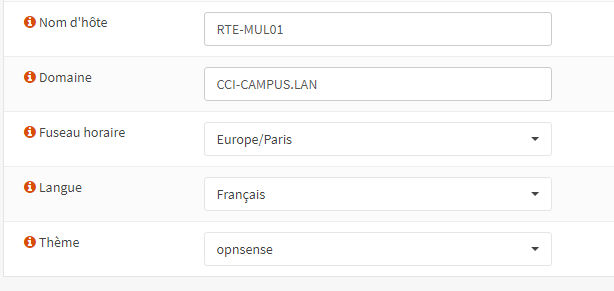 Nom d'hôte
RTE-MUL01
Domaine
CCI-CAMPUS.LAN
Fuseau horaire
Europe/Paris
Langue
Français
Thème
opnsense